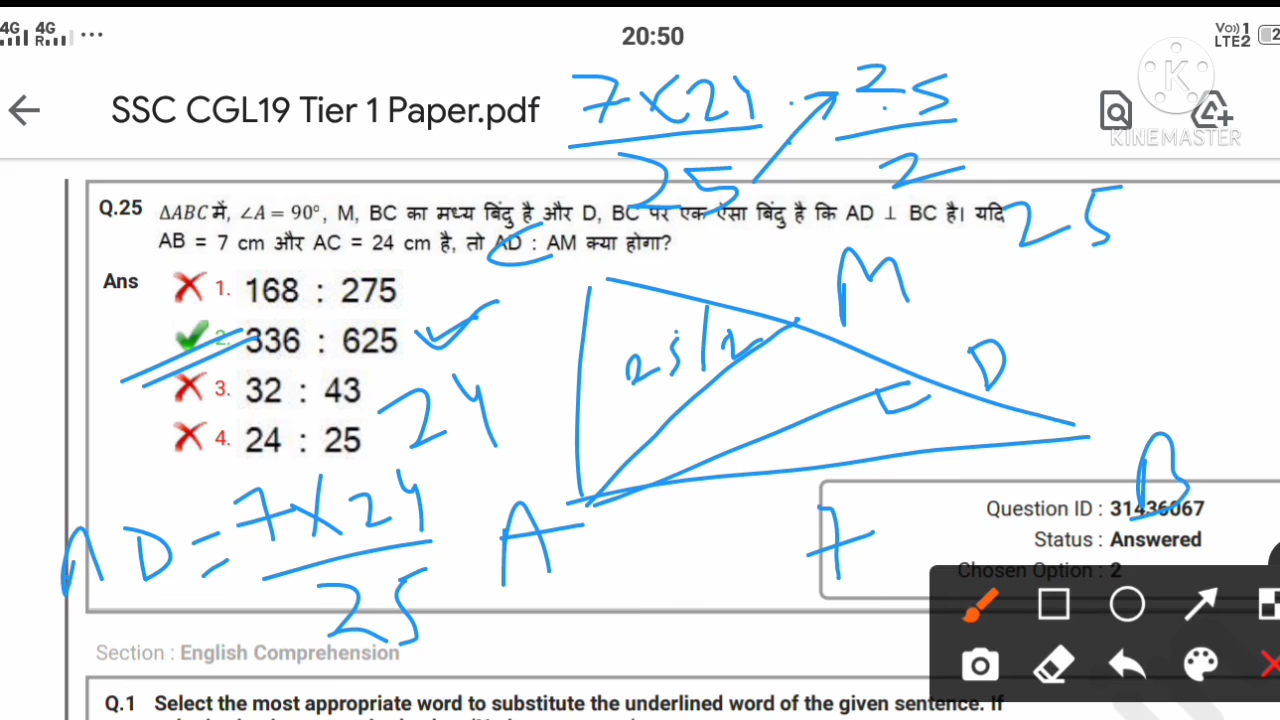 4G 4G R ... 20:50 Vo)) 1 LTE2 2
SSC CGL19 Tier 1 Paper.pdf
K
KINEMASTER
7 × 24
25
25
2
Q.25 ΔABC में, ∠A = 90°, M, BC का मध्य बिंदु है और D, BC पर एक ऐसा बिंदु है कि AD ⊥ BC है। यदि
AB = 7 cm और AC = 24 cm है, तो AD : AM क्या होगा?
25
C
Ans 1. 168 : 275
2. 336 : 625
3. 32 : 43
4. 24 : 25
M
25/2
D
24
B
A
7
AD = 7 × 24
25
Question ID : 31436067
Status : Answered
Chosen Option : 2
Section : English Comprehension
Q.1 Select the most appropriate word to substitute the underlined word of the given sentence. If